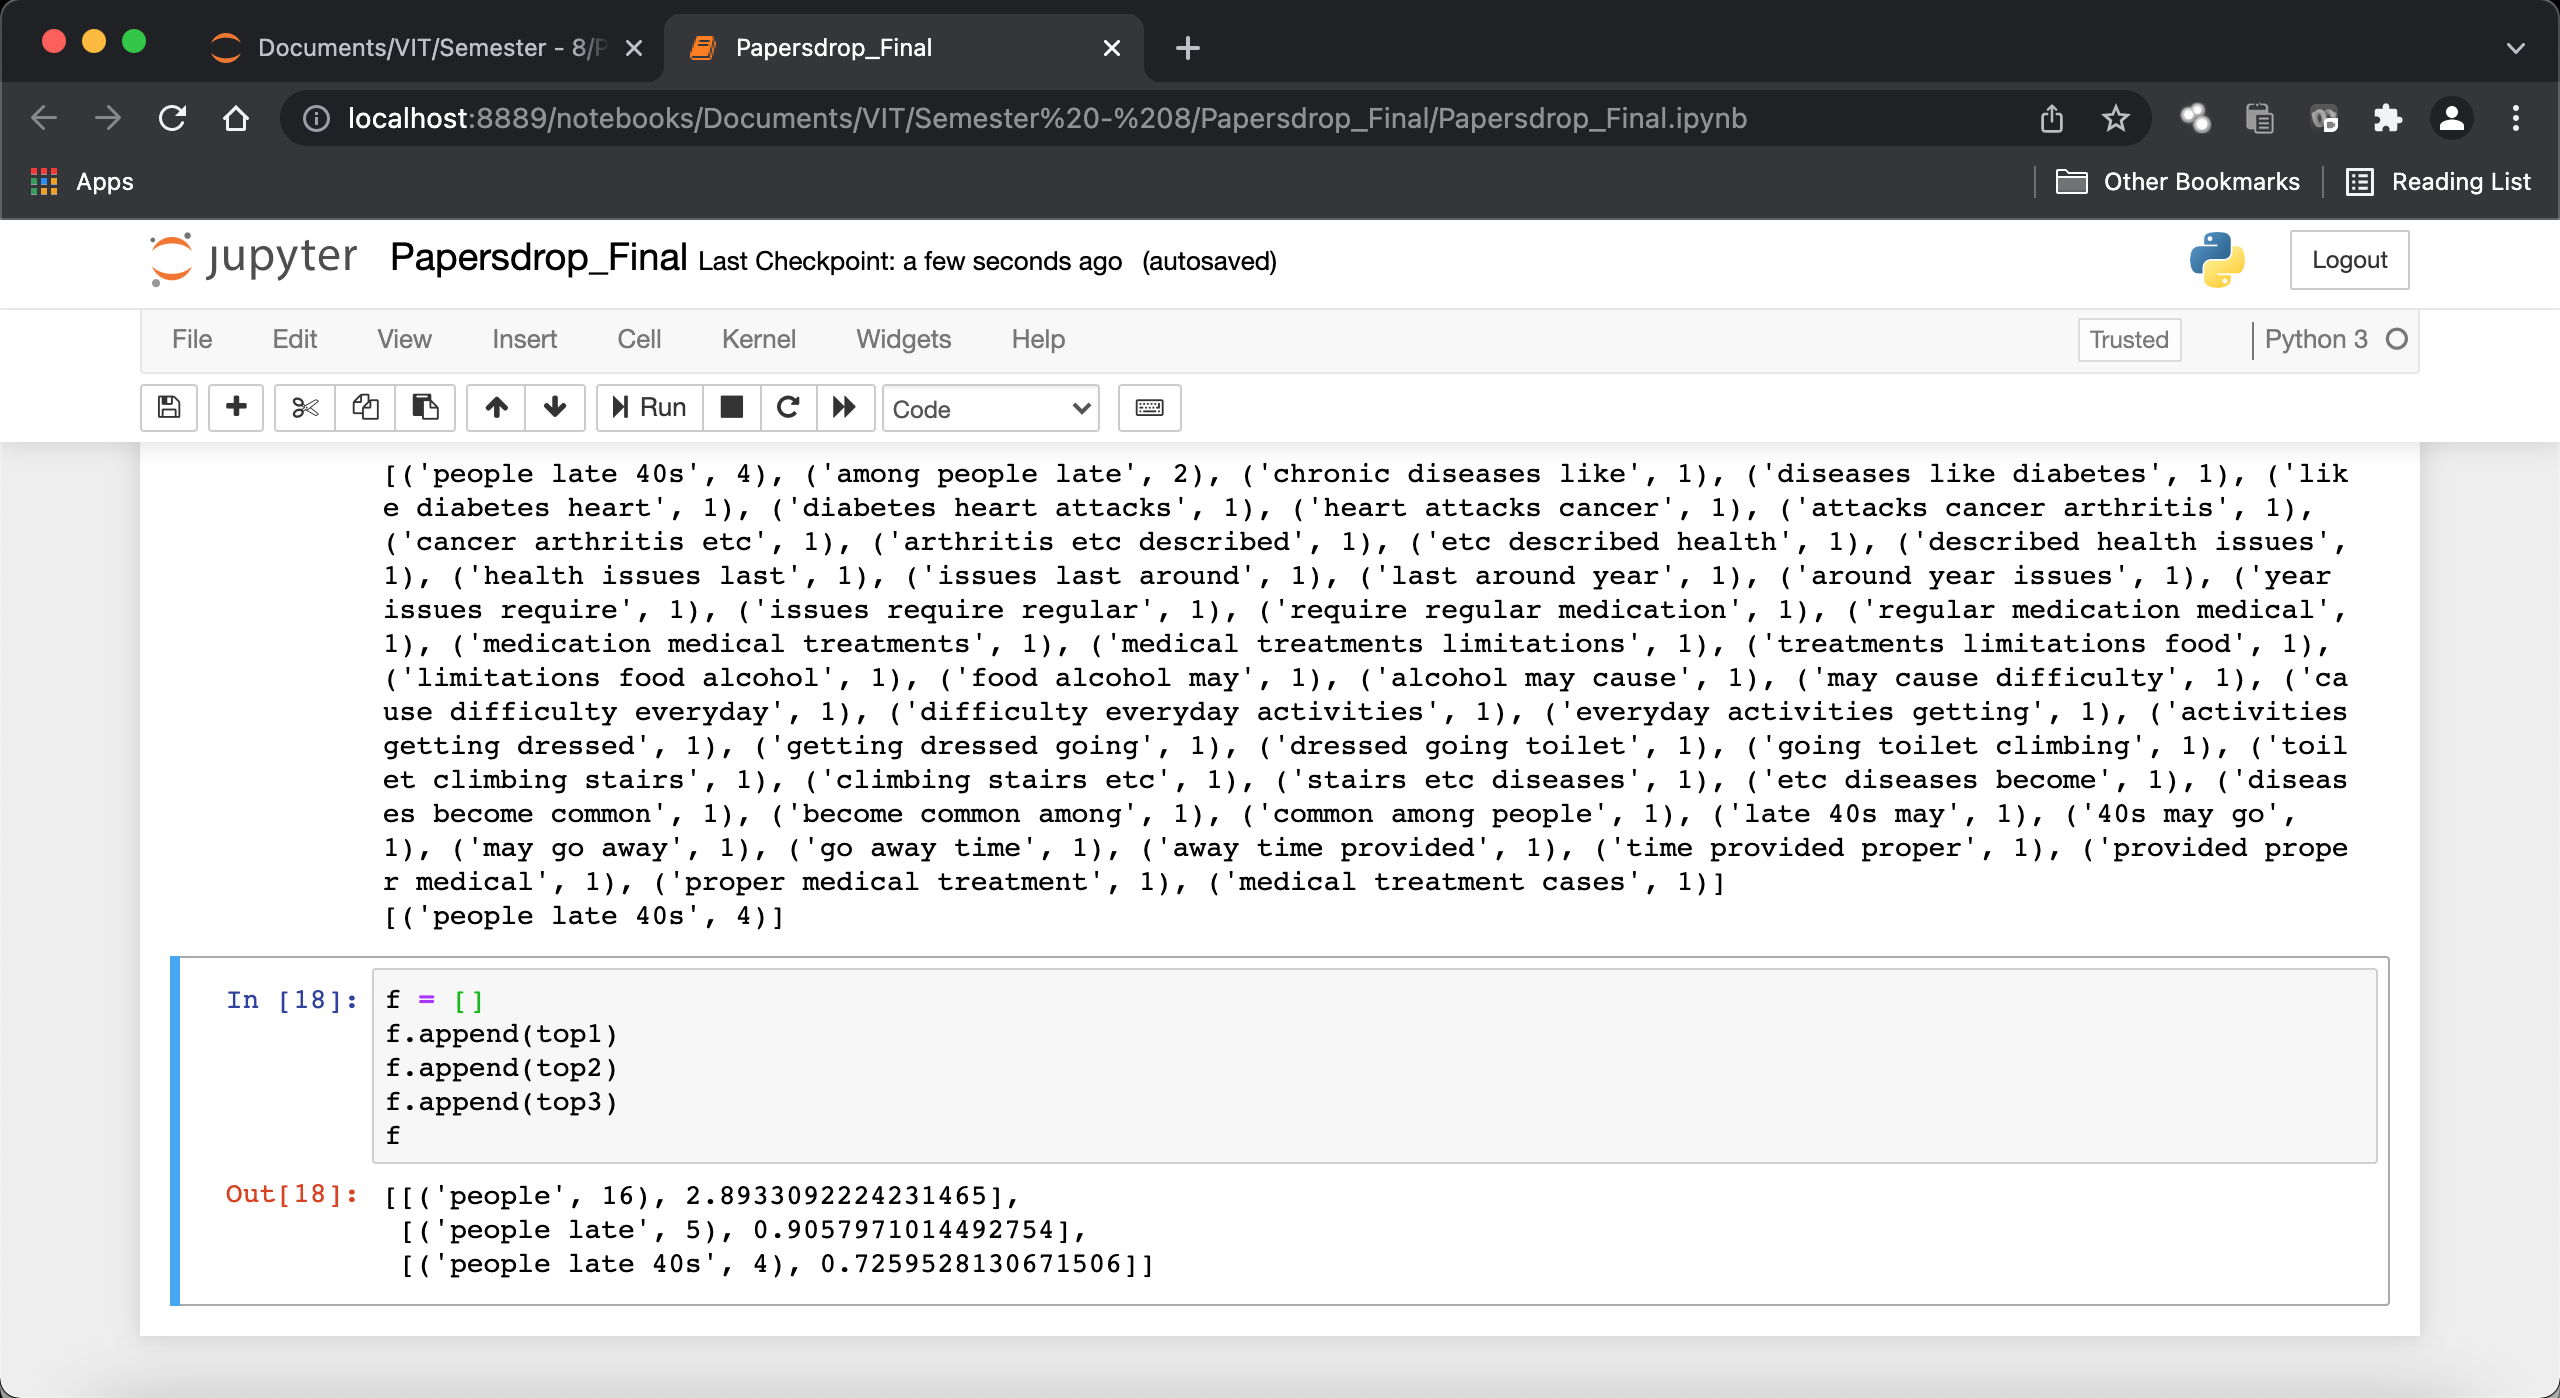 Documents/VIT/Semester - 8/P
Papersdrop_Final
localhost:8889/notebooks/Documents/VIT/Semester%20-%208/Papersdrop_Final/Papersdrop_Final.ipynb
Apps
Other Bookmarks
Reading List
jupyter Papersdrop_Final Last Checkpoint: a few seconds ago (autosaved)
Logout
File Edit View Insert Cell Kernel Widgets Help
Trusted
Python 3
Run
Code
[('people late 40s', 4), ('among people late', 2), ('chronic diseases like', 1), ('diseases like diabetes', 1), ('lik
e diabetes heart', 1), ('diabetes heart attacks', 1), ('heart attacks cancer', 1), ('attacks cancer arthritis', 1),
('cancer arthritis etc', 1), ('arthritis etc described', 1), ('etc described health', 1), ('described health issues',
1), ('health issues last', 1), ('issues last around', 1), ('last around year', 1), ('around year issues', 1), ('year
issues require', 1), ('issues require regular', 1), ('require regular medication', 1), ('regular medication medical',
1), ('medication medical treatments', 1), ('medical treatments limitations', 1), ('treatments limitations food', 1),
('limitations food alcohol', 1), ('food alcohol may', 1), ('alcohol may cause', 1), ('may cause difficulty', 1), ('ca
use difficulty everyday', 1), ('difficulty everyday activities', 1), ('everyday activities getting', 1), ('activities
getting dressed', 1), ('getting dressed going', 1), ('dressed going toilet', 1), ('going toilet climbing', 1), ('toil
et climbing stairs', 1), ('climbing stairs etc', 1), ('stairs etc diseases', 1), ('etc diseases become', 1), ('diseas
es become common', 1), ('become common among', 1), ('common among people', 1), ('late 40s may', 1), ('40s may go',
1), ('may go away', 1), ('go away time', 1), ('away time provided', 1), ('time provided proper', 1), ('provided prope
r medical', 1), ('proper medical treatment', 1), ('medical treatment cases', 1)]
[('people late 40s', 4)]
In [18]: f = []
f.append(top1)
f.append(top2)
f.append(top3)
f
Out[18]: [[('people', 16), 2.8933092224231465],
[('people late', 5), 0.9057971014492754],
[('people late 40s', 4), 0.7259528130671506]]